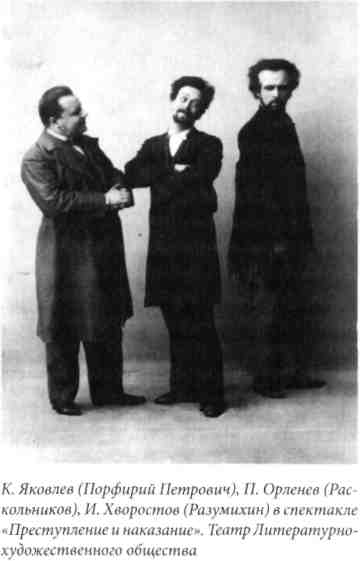 К. Яковлев (Порфирий Петрович), П. Орленев (Рас-
кольников), И. Хворостов (Разумихин) в спектакле
«Преступление и наказание». Театр Литературно-
художественного общества